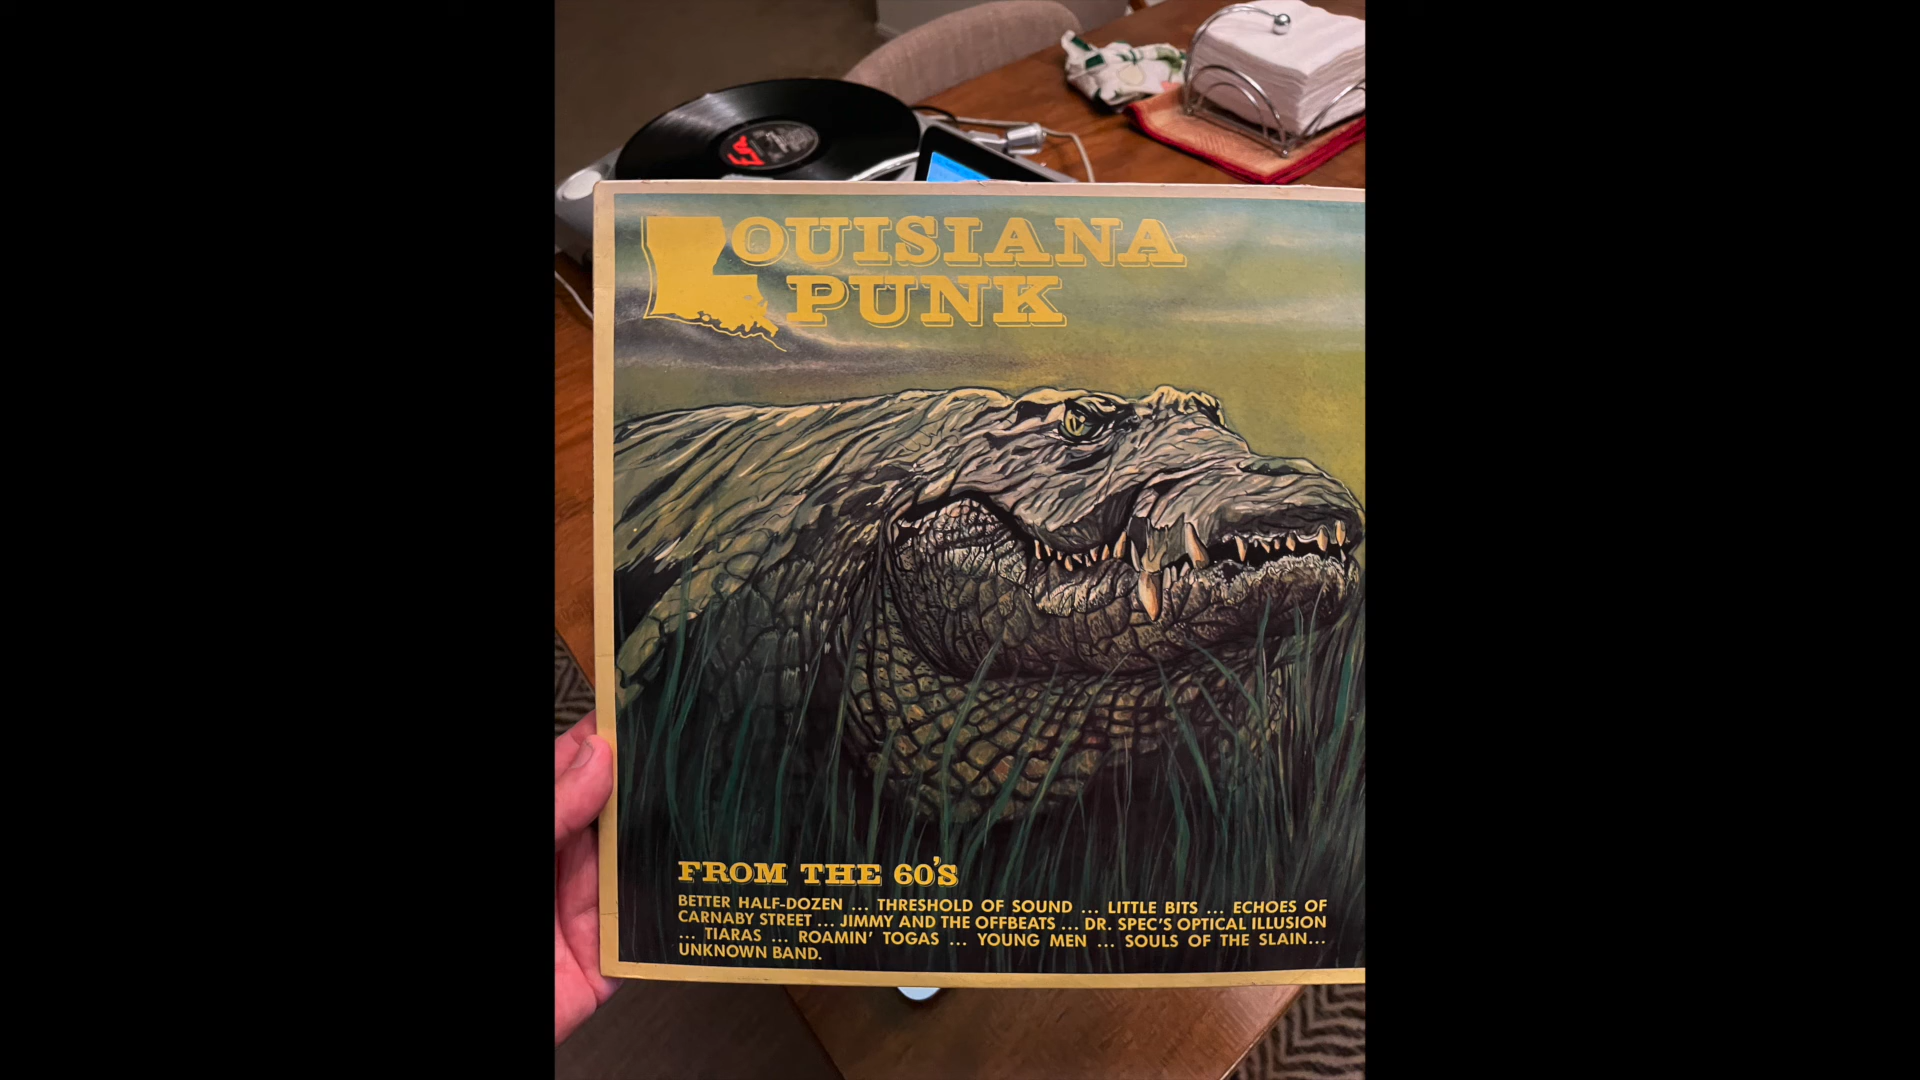 LOUISIANA
PUNK
FROM THE 60'S
BETTER HALF-DOZEN ... THRESHOLD OF SOUND ... LITTLE BITS ... ECHOES OF
CARNABY STREET ... JIMMY AND THE OFFBEATS ... DR. SPEC'S OPTICAL ILLUSION
... TIARAS ... ROAMIN' TOGAS ... YOUNG MEN ... SOULS OF THE SLAIN...
UNKNOWN BAND.